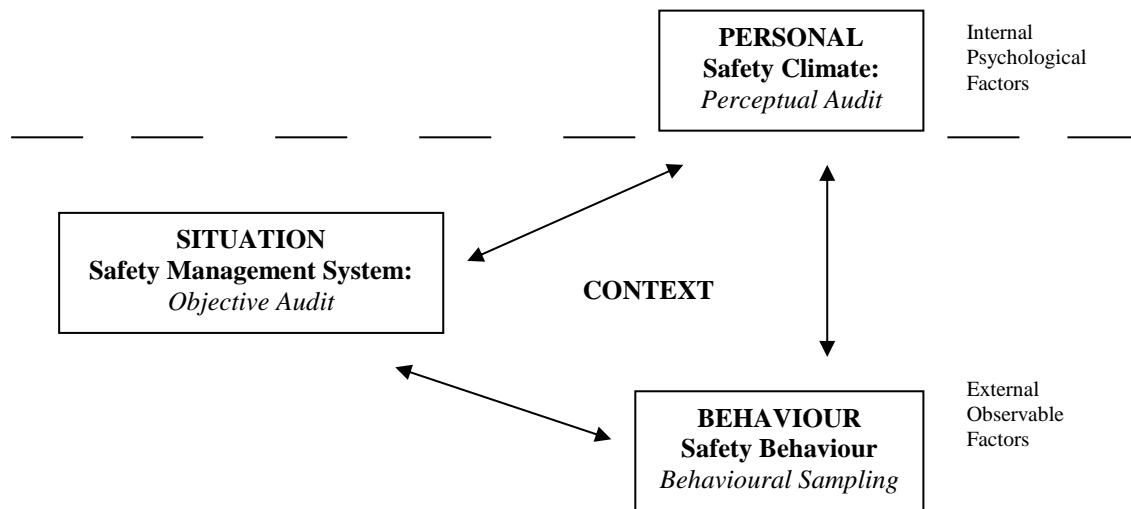 PERSONAL
Safety Climate:
Perceptual Audit
Internal
Psychological
Factors
SITUATION
Safety Management System:
Objective Audit
CONTEXT
BEHAVIOUR
Safety Behaviour
Behavioural Sampling
External
Observable
Factors